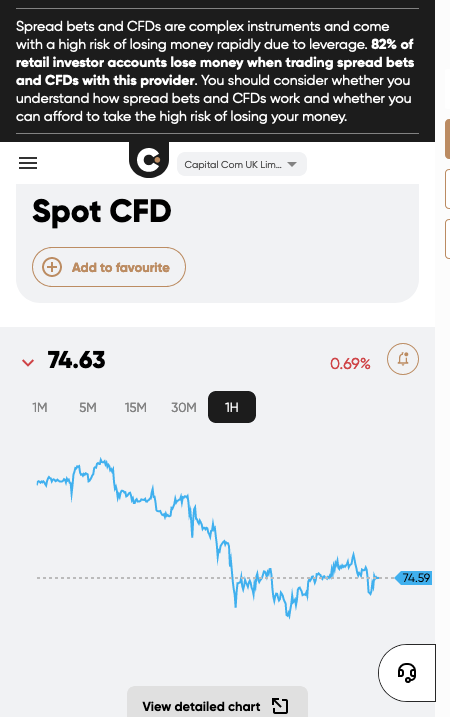 Spread bets and CFDs are complex instruments and come
with a high risk of losing money rapidly due to leverage. 82% of
retail investor accounts lose money when trading spread bets
and CFDs with this provider. You should consider whether you
understand how spread bets and CFDs work and whether you
can afford to take the high risk of losing your money.
Capital Com UK Lim...
Spot CFD
Add to favourite
74.63
0.69%
1M 5M 15M 30M 1H
74.59
View detailed chart